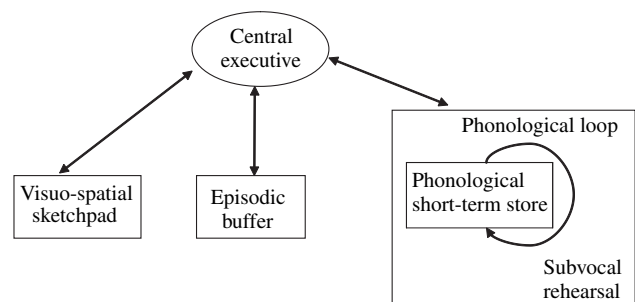 Central
executive
Phonological loop
Visuo-spatial
sketchpad
Episodic
buffer
Phonological
short-term store
Subvocal
rehearsal